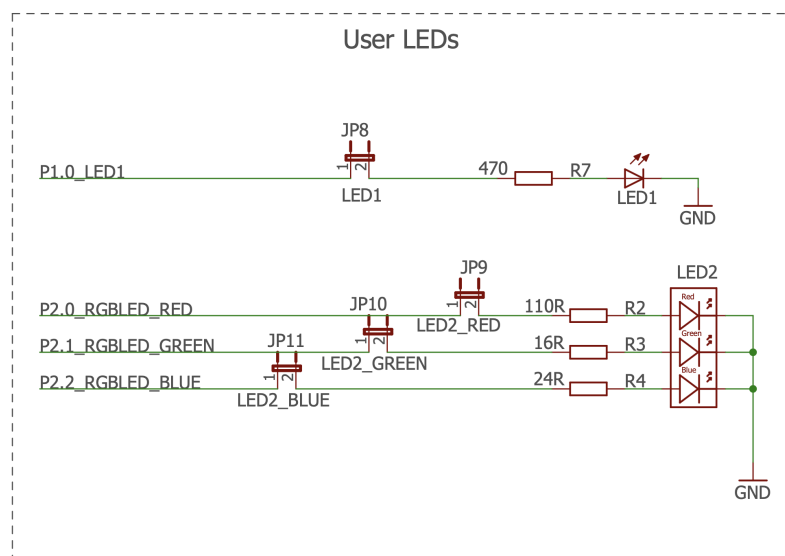 User LEDs
JP8
1 2
P1.0_LED1
470
R7
LED1
LED1
GND
JP9
LED2
1 2
Red
P2.0_RGBLED_RED
JP10
110R
R2
LED2_RED
1 2
Green
P2.1_RGBLED_GREEN
JP11
16R
R3
LED2_GREEN
1 2
Blue
P2.2_RGBLED_BLUE
24R
R4
LED2_BLUE
GND